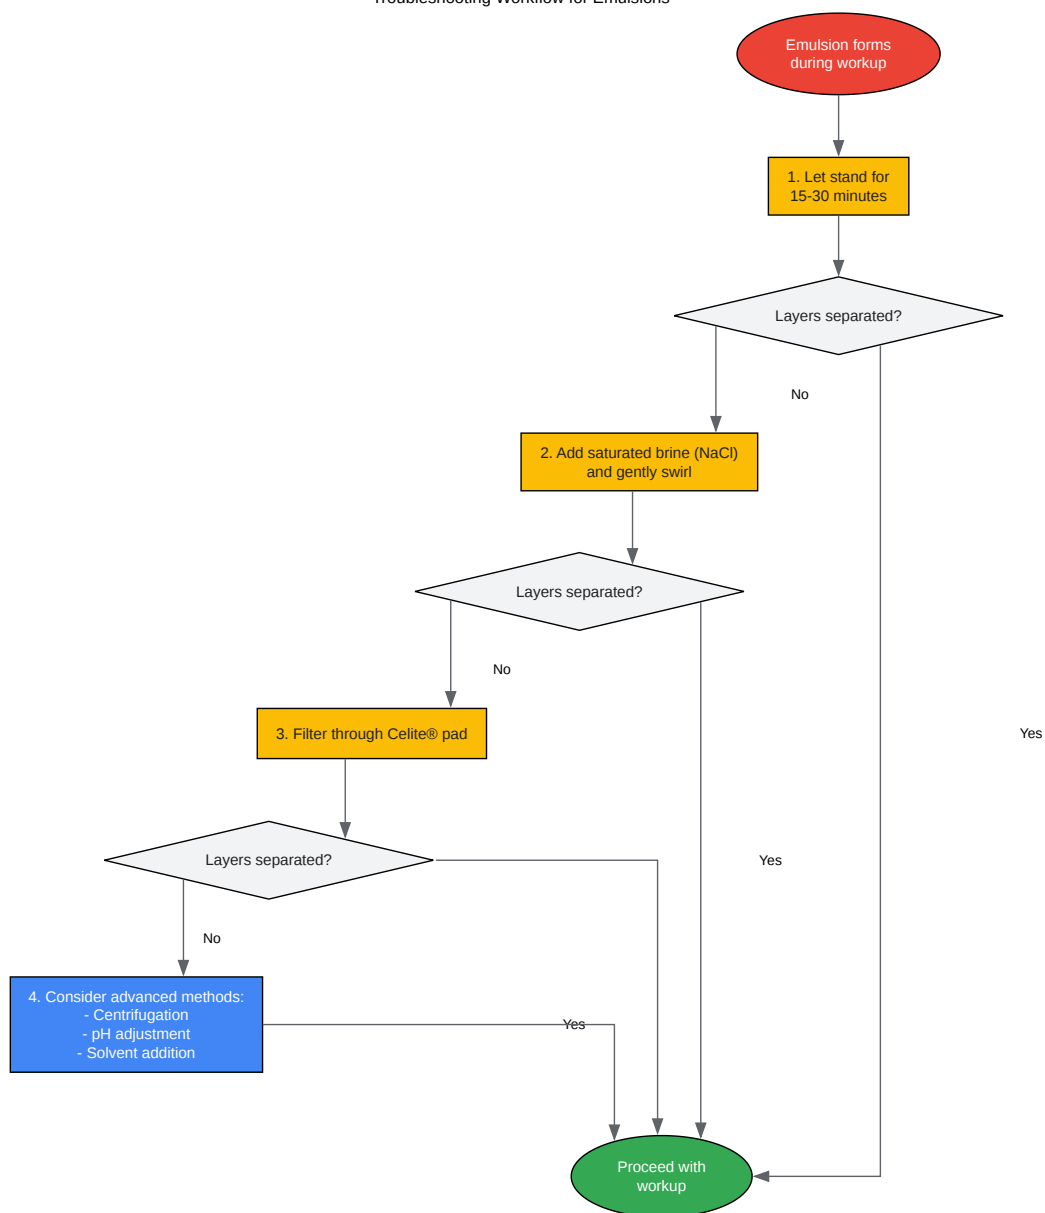 Troubleshooting Workflow for Emulsions
Emulsion forms
during workup
1. Let stand for
15-30 minutes
Layers separated?
No
2. Add saturated brine (NaCl)
and gently swirl
Layers separated?
No
3. Filter through Celite® pad
Yes
Layers separated?
Yes
No
4. Consider advanced methods:
- Centrifugation
- pH adjustment
- Solvent addition
Yes
Proceed with
workup